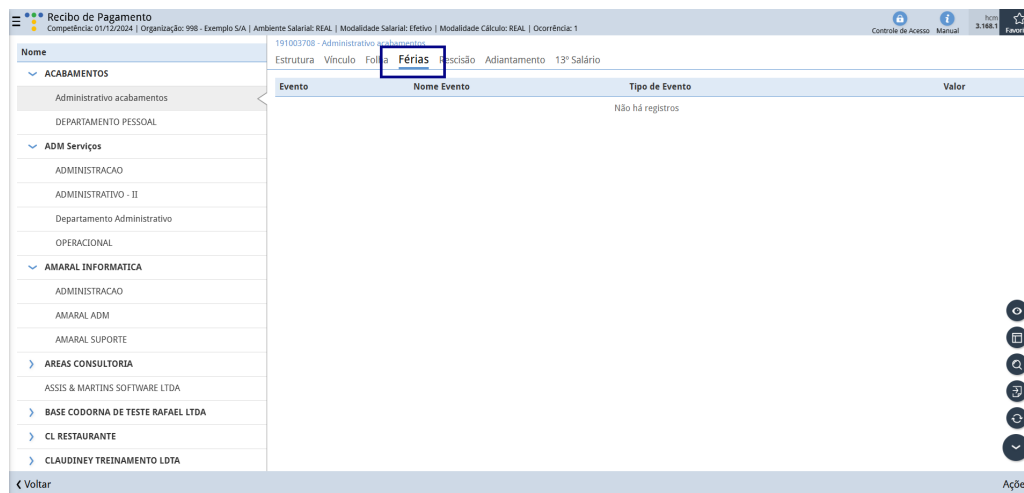 Recibo de Pagamento
Competência: 01/12/2024 | Organização: 998 - Exemplo S/A | Ambiente Salarial: REAL | Modalidade Salarial: Efetivo | Modalidade Cálculo: REAL | Ocorrência: 1
Controle de Acesso
Manual
hcm
3.168.1
Favori
Nome
ACABAMENTOS
Administrativo acabamentos
DEPARTAMENTO PESSOAL
ADM Serviços
ADMINISTRACAO
ADMINISTRATIVO - II
Departamento Administrativo
OPERACIONAL
AMARAL INFORMATICA
ADMINISTRACAO
AMARAL ADM
AMARAL SUPORTE
AREAS CONSULTORIA
ASSIS & MARTINS SOFTWARE LTDA
BASE CODORNA DE TESTE RAFAEL LTDA
CL RESTAURANTE
CLAUDINEY TREINAMENTO LDTA
191003708 - Administrativo acabamentos
Estrutura Vínculo Folha Férias Rescisão Adiantamento 13º Salário
Evento Nome Evento Tipo de Evento Valor
Não há registros
Voltar
Açõe